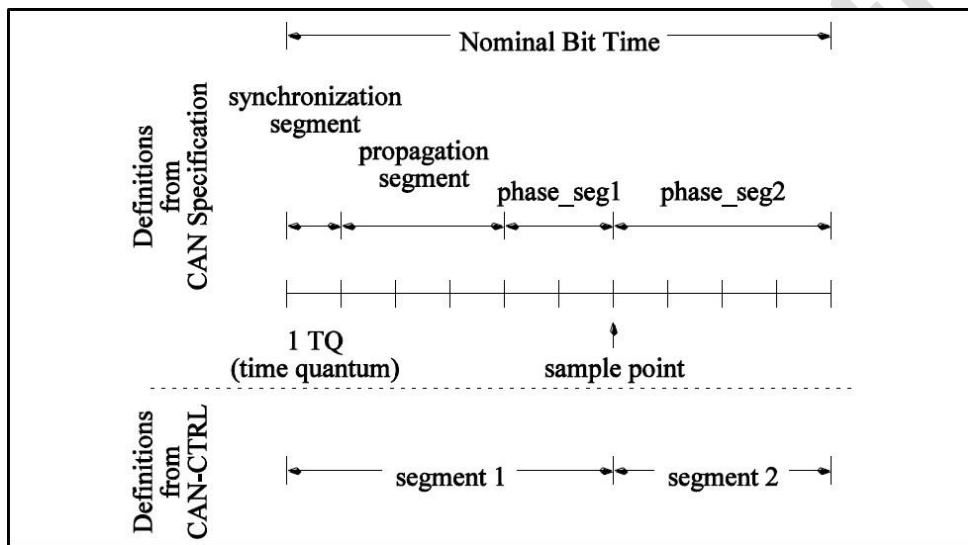 Nominal Bit Time
Definitions
from
CAN Specification
synchronization
segment
propagation
segment
phase_seg1
phase_seg2
1 TQ
(time quantum)
sample point
Definitions
from
CAN-CTRL
segment 1
segment 2